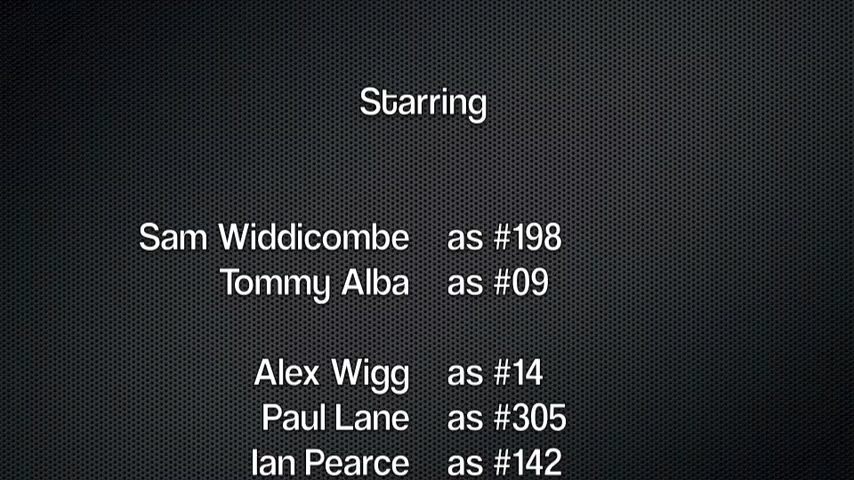 Starring
Sam Widdicombe as #198
Tommy Alba as #09
Alex Wigg as #14
Paul Lane as #305
Ian Pearce as #142